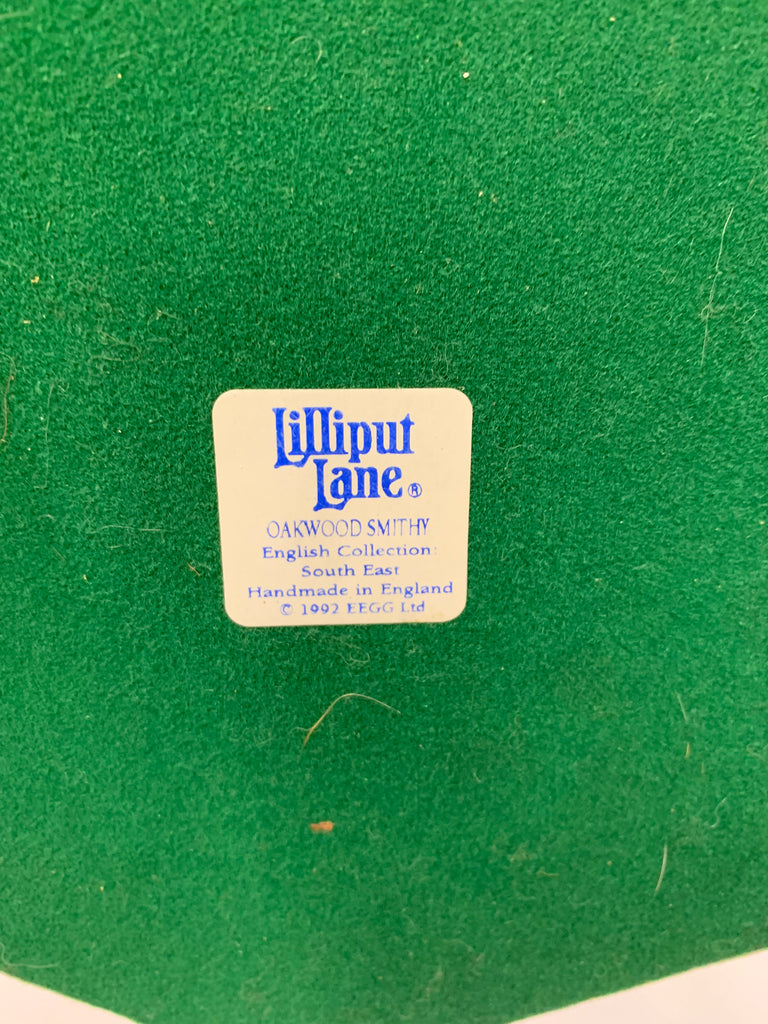 Lilliput
Lane ®
OAKWOOD SMITHY
English Collection:
South East
Handmade in England
© 1992 EEGG Ltd